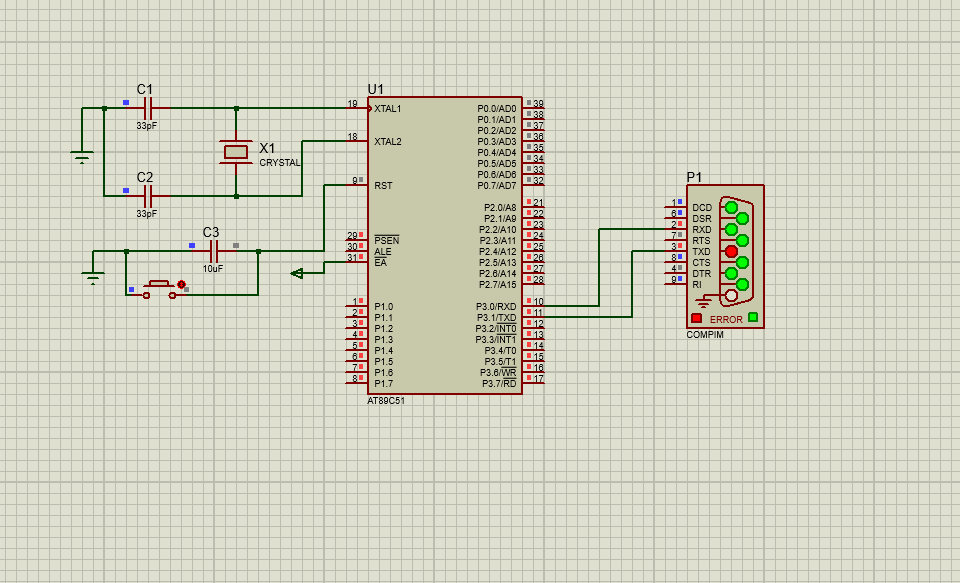 C1
33pF
X1
CRYSTAL
C2
33pF
C3
10uF
U1
19 XTAL1
18 XTAL2
9 RST
29 PSEN
30 ALE
31 EA
1 P1.0
2 P1.1
3 P1.2
4 P1.3
5 P1.4
6 P1.5
7 P1.6
8 P1.7
P0.0/AD0 39
P0.1/AD1 38
P0.2/AD2 37
P0.3/AD3 36
P0.4/AD4 35
P0.5/AD5 34
P0.6/AD6 33
P0.7/AD7 32
P2.0/A8 21
P2.1/A9 22
P2.2/A10 23
P2.3/A11 24
P2.4/A12 25
P2.5/A13 26
P2.6/A14 27
P2.7/A15 28
P3.0/RXD 10
P3.1/TXD 11
P3.2/INT0 12
P3.3/INT1 13
P3.4/T0 14
P3.5/T1 15
P3.6/WR 16
P3.7/RD 17
AT89C51
P1
1 DCD
6 DSR
2 RXD
7 RTS
3 TXD
8 CTS
4 DTR
9 RI
ERROR
COMPIM